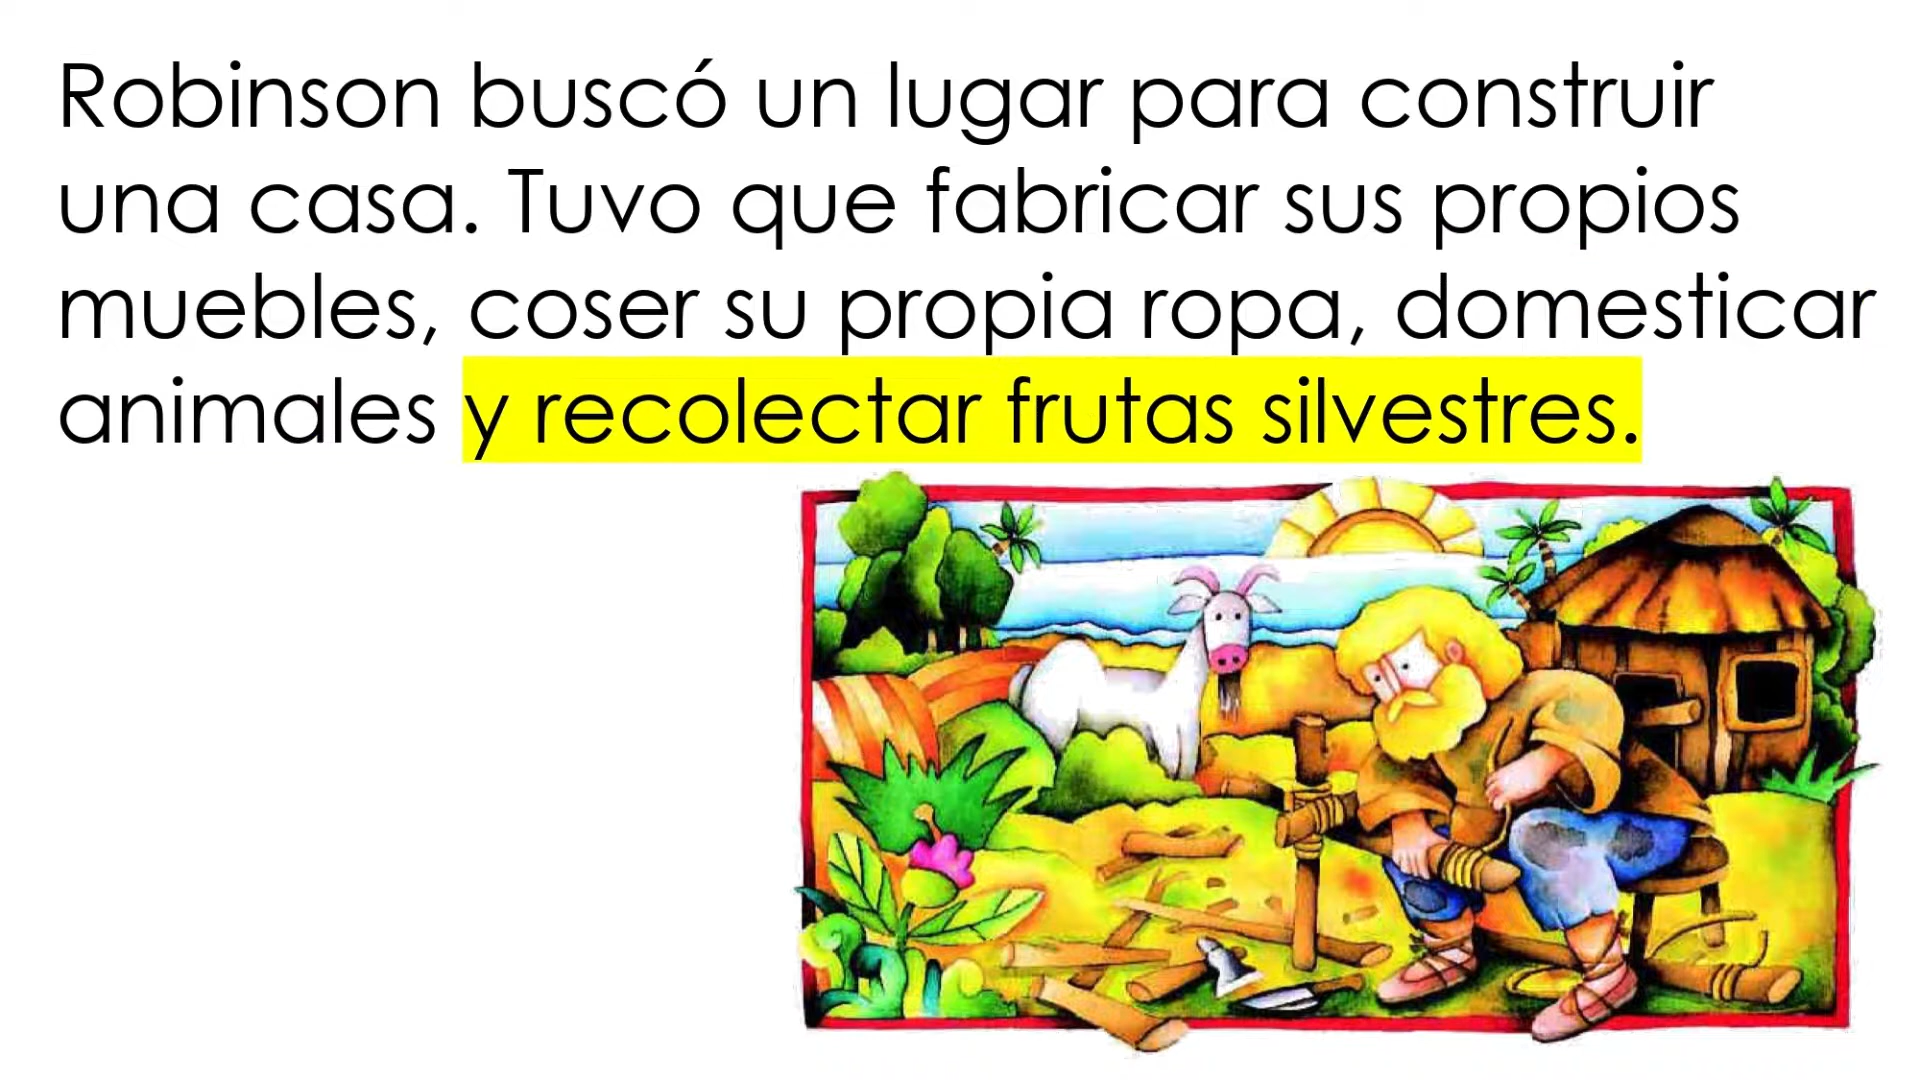 Robinson buscó un lugar para construir
una casa. Tuvo que fabricar sus propios
muebles, coser su propia ropa, domesticar
animales y recolectar frutas silvestres.